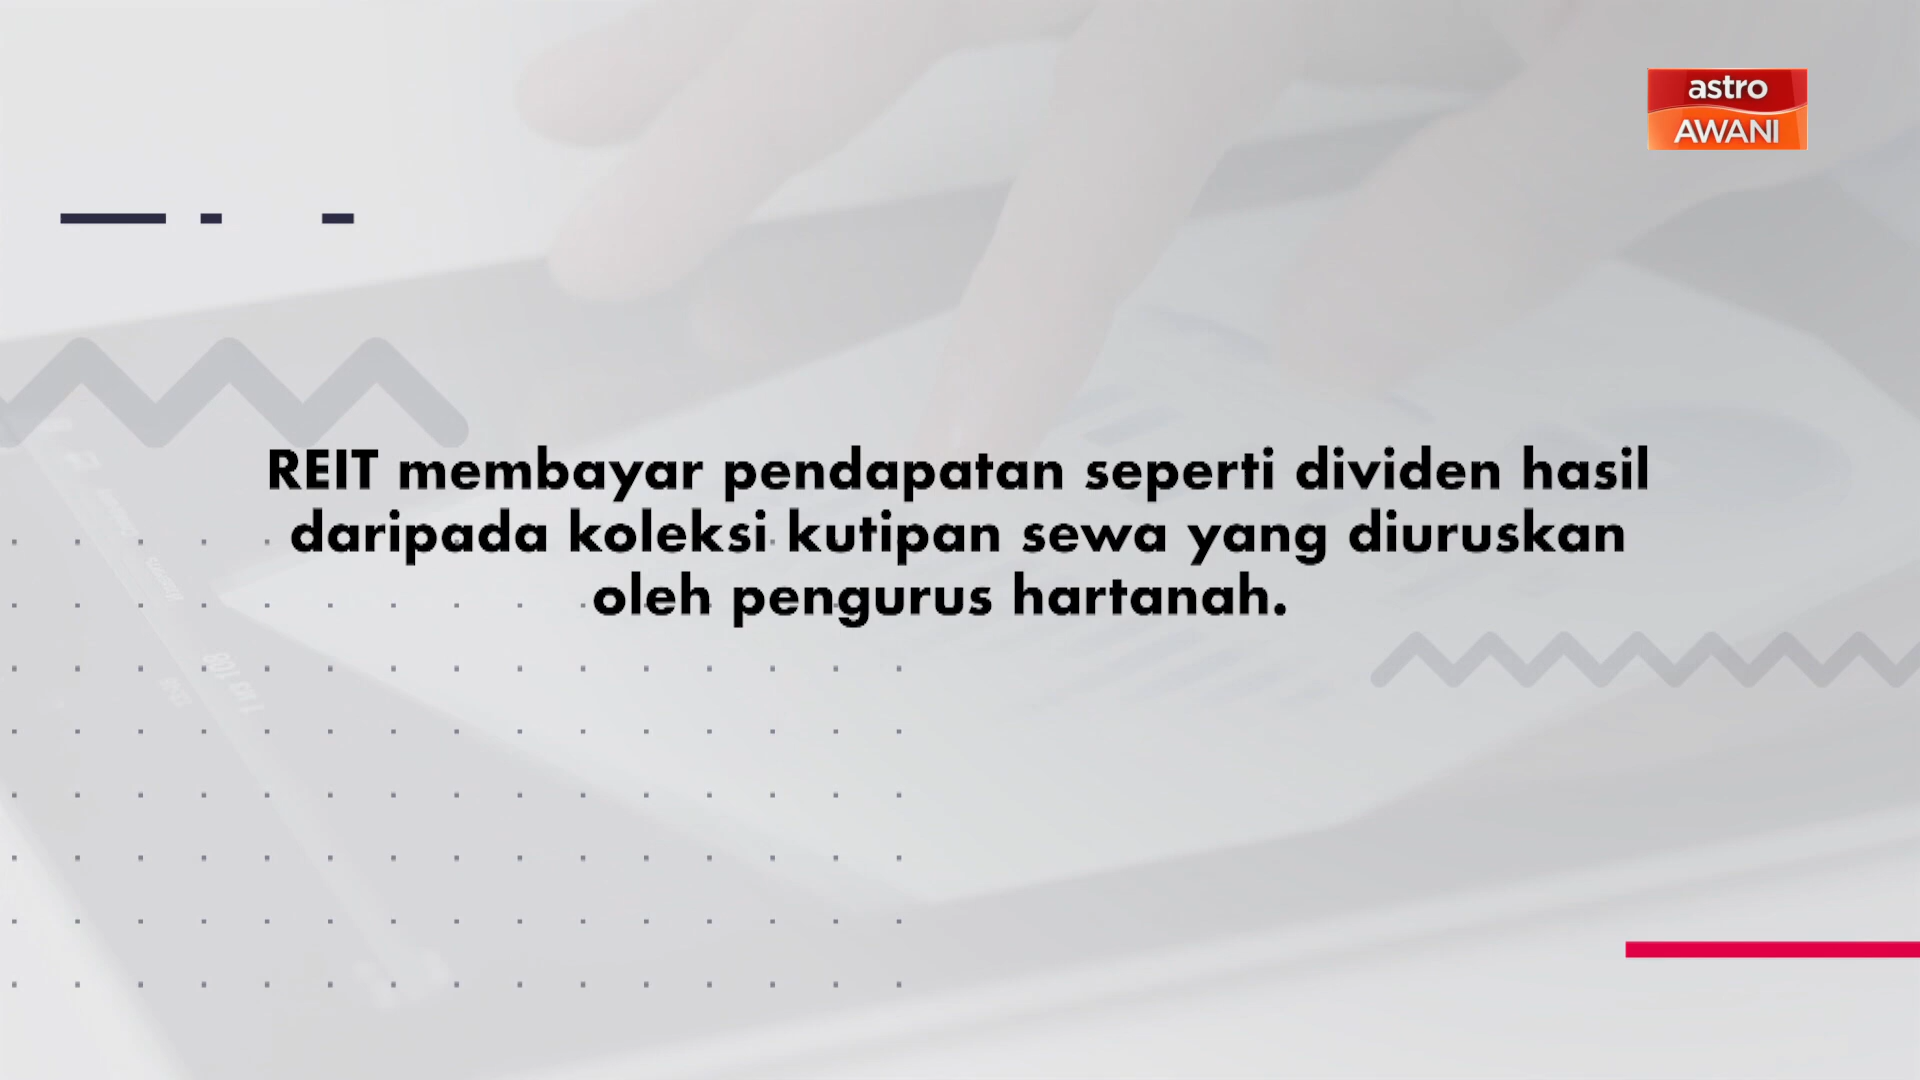 astro
AWANI
REIT membayar pendapatan seperti dividen hasil
daripada koleksi kutipan sewa yang diuruskan
oleh pengurus hartanah.